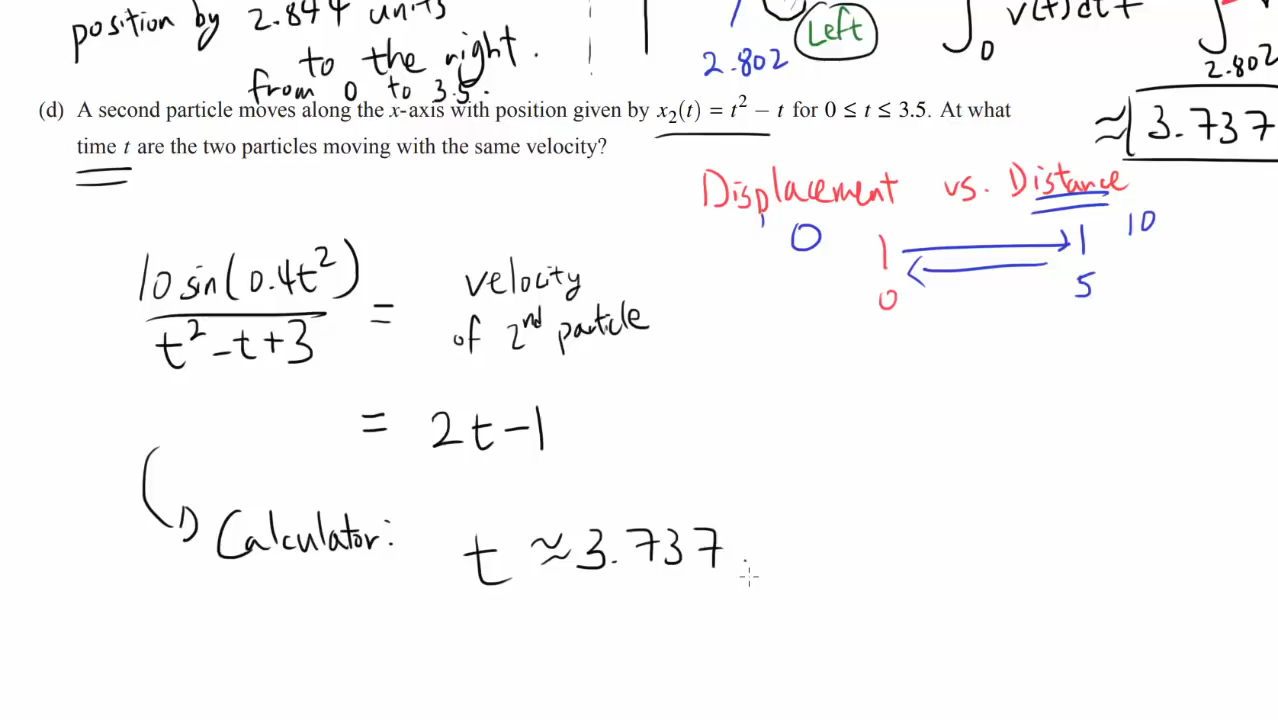 position by 2.844 units
to the right.
from 0 to 3.5.
Left
2.802
∫ v(t)dt +
0
∫
2.802
≈ 3.737
(d) A second particle moves along the x-axis with position given by x₂(t) = t² − t for 0 ≤ t ≤ 3.5. At what
time t are the two particles moving with the same velocity?
Displacement vs. Distance
0
1
1
10
0
5
10 sin(0.4t²)
t² - t + 3
=
velocity
of 2nd particle
= 2t - 1
Calculator:
t ≈ 3.737